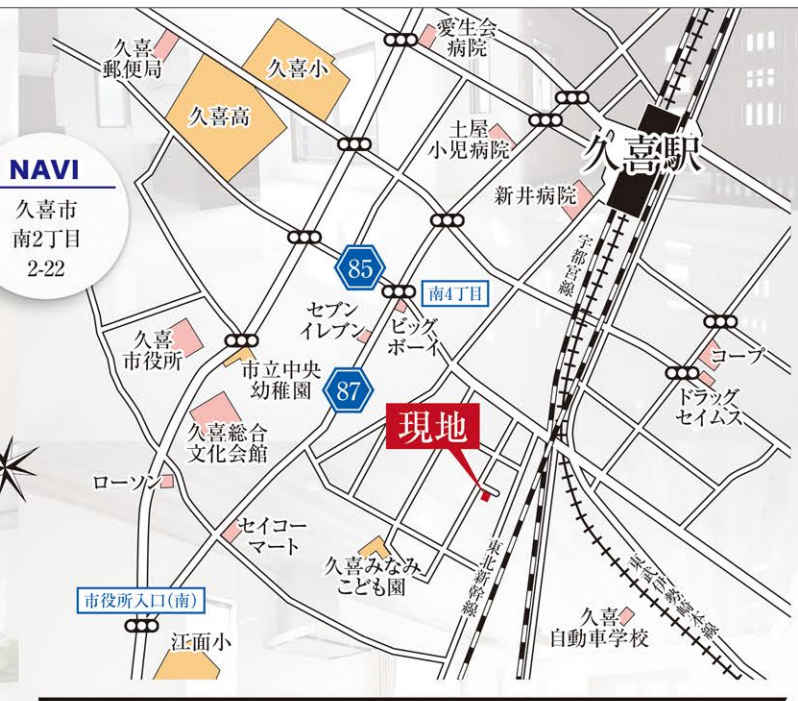 久喜
郵便局
久喜小
愛生会
病院
久喜高
土屋
小児病院
久喜駅
新井病院
NAVI
久喜市
南2丁目
2-22
宇都宮線
85
南4丁目
セブン
イレブン
ビッグ
ボーイ
久喜
市役所
市立中央
幼稚園
87
コープ
ドラッグ
セイムス
久喜総合
文化会館
現地
ローソン
セイコー
マート
久喜みなみ
こども園
東北新幹線
東武伊勢崎本線
市役所入口(南)
久喜
自動車学校
江面小